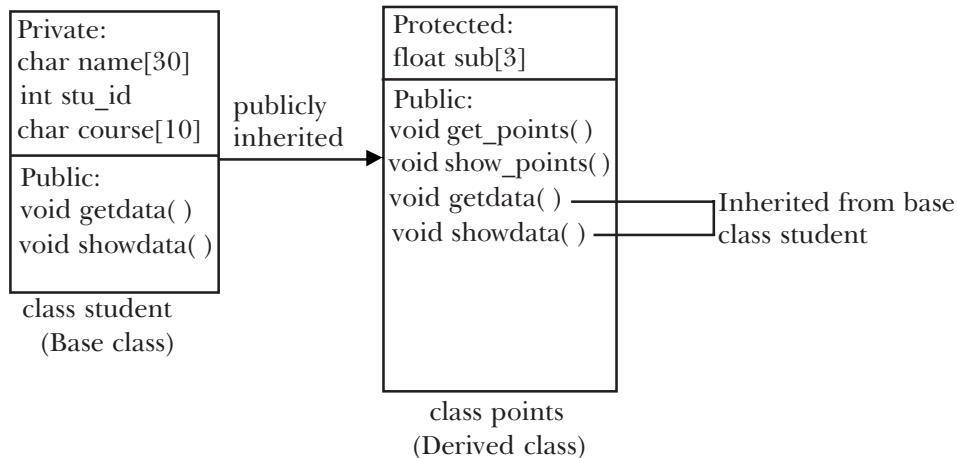 Private:
char name[30]
int stu_id
char course[10]
Public:
void getdata( )
void showdata( )
class student
(Base class)
publicly
inherited
Protected:
float sub[3]
Public:
void get_points( )
void show_points( )
void getdata( )
void showdata( )
class points
(Derived class)
Inherited from base
class student